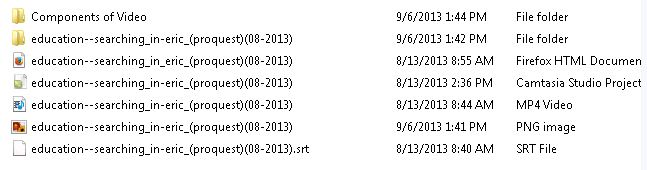 Components of Video 9/6/2013 1:44 PM File folder
education--searching_in-eric_(proquest)(08-2013) 9/6/2013 1:42 PM File folder
education--searching_in-eric_(proquest)(08-2013) 8/13/2013 8:55 AM Firefox HTML Documen
education--searching_in-eric_(proquest)(08-2013) 8/13/2013 2:36 PM Camtasia Studio Project
education--searching_in-eric_(proquest)(08-2013) 8/13/2013 8:44 AM MP4 Video
education--searching_in-eric_(proquest)(08-2013) 9/6/2013 1:41 PM PNG image
education--searching_in-eric_(proquest)(08-2013).srt 8/13/2013 8:40 AM SRT File